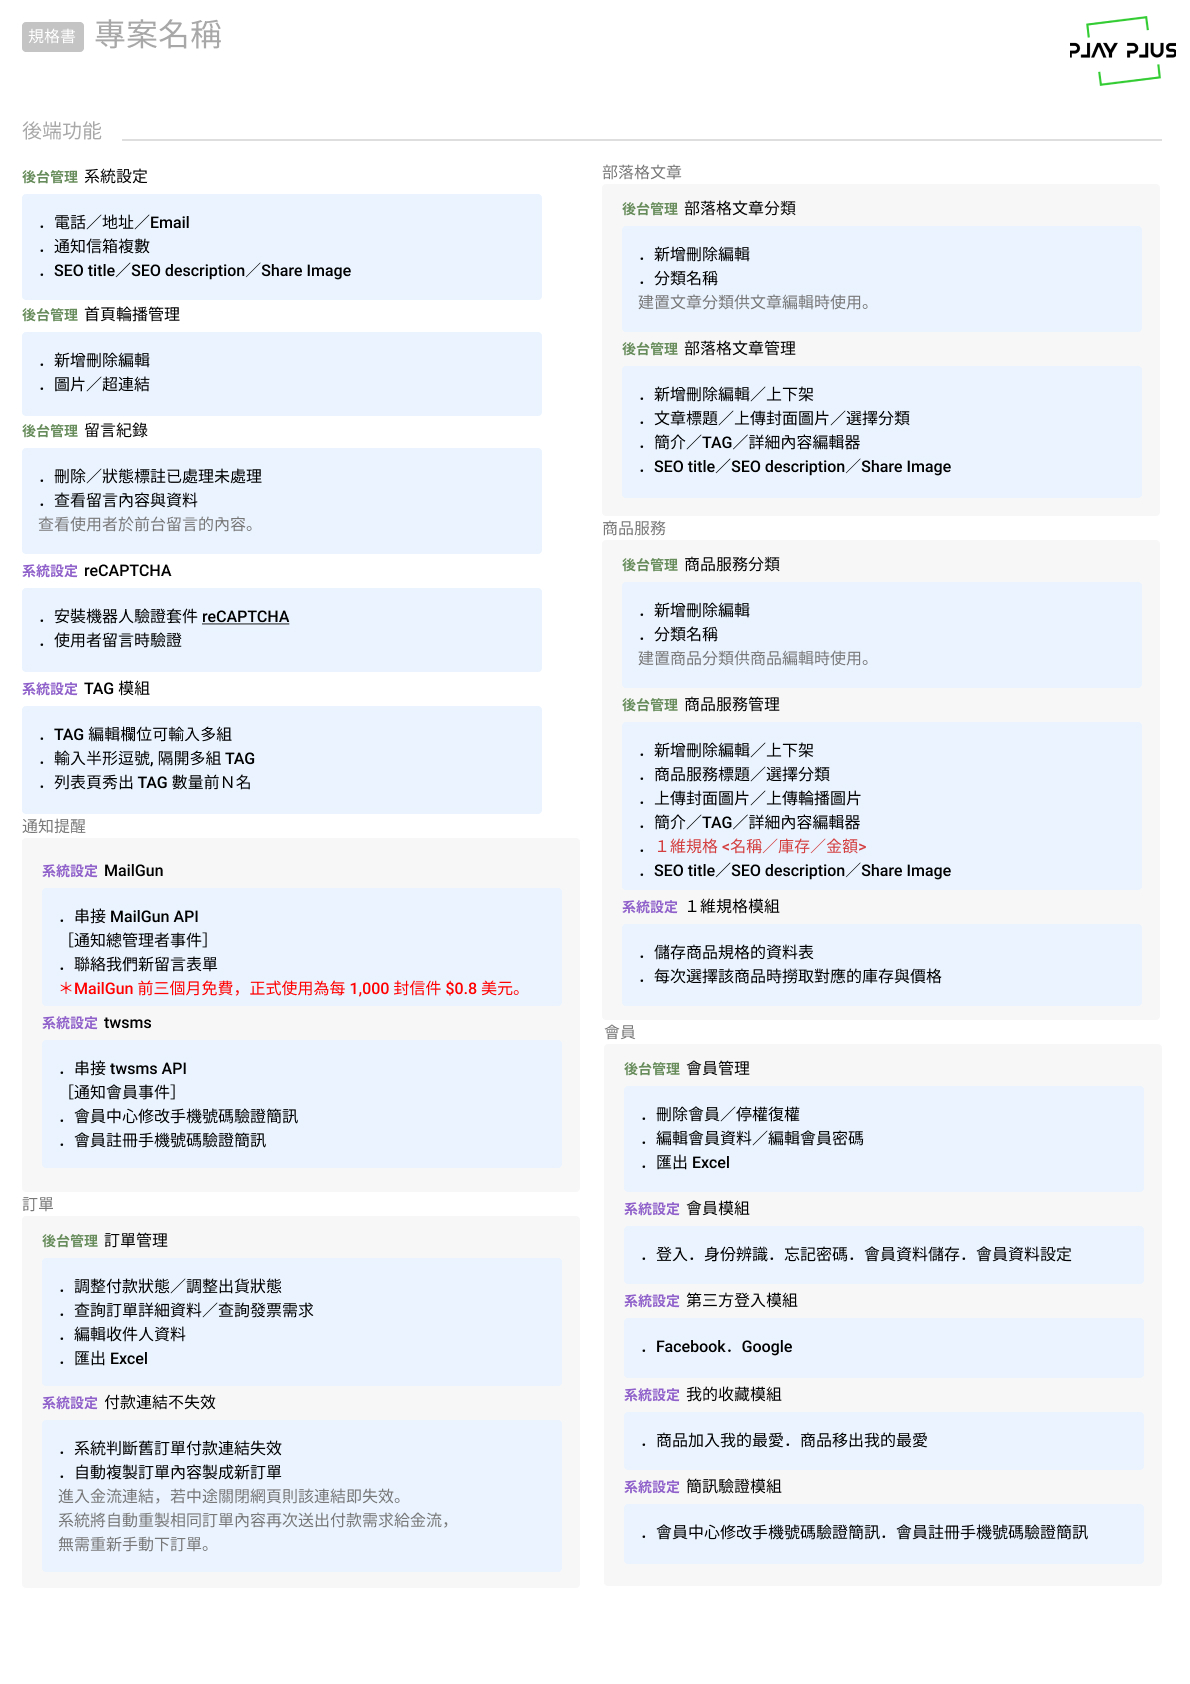 規格書 專案名稱
PLAY PLUS
後端功能
後台管理 系統設定
．電話／地址／Email
．通知信箱複數
．SEO title／SEO description／Share Image
後台管理 首頁輪播管理
．新增刪除編輯
．圖片／超連結
後台管理 留言紀錄
．刪除／狀態標註已處理未處理
．查看留言內容與資料
查看使用者於前台留言的內容。
系統設定 reCAPTCHA
．安裝機器人驗證套件 reCAPTCHA
．使用者留言時驗證
系統設定 TAG 模組
．TAG 編輯欄位可輸入多組
．輸入半形逗號, 隔開多組 TAG
．列表頁秀出 TAG 數量前Ｎ名
通知提醒
系統設定 MailGun
．串接 MailGun API
［通知總管理者事件］
．聯絡我們新留言表單
＊MailGun 前三個月免費，正式使用為每 1,000 封信件 $0.8 美元。
系統設定 twsms
．串接 twsms API
［通知會員事件］
．會員中心修改手機號碼驗證簡訊
．會員註冊手機號碼驗證簡訊
訂單
後台管理 訂單管理
．調整付款狀態／調整出貨狀態
．查詢訂單詳細資料／查詢發票需求
．編輯收件人資料
．匯出 Excel
系統設定 付款連結不失效
．系統判斷舊訂單付款連結失效
．自動複製訂單內容製成新訂單
進入金流連結，若中途關閉網頁則該連結即失效。
系統將自動重製相同訂單內容再次送出付款需求給金流，
無需重新手動下訂單。
部落格文章
後台管理 部落格文章分類
．新增刪除編輯
．分類名稱
建置文章分類供文章編輯時使用。
後台管理 部落格文章管理
．新增刪除編輯／上下架
．文章標題／上傳封面圖片／選擇分類
．簡介／TAG／詳細內容編輯器
．SEO title／SEO description／Share Image
商品服務
後台管理 商品服務分類
．新增刪除編輯
．分類名稱
建置商品分類供商品編輯時使用。
後台管理 商品服務管理
．新增刪除編輯／上下架
．商品服務標題／選擇分類
．上傳封面圖片／上傳輪播圖片
．簡介／TAG／詳細內容編輯器
．１維規格 <名稱／庫存／金額>
．SEO title／SEO description／Share Image
系統設定 １維規格模組
．儲存商品規格的資料表
．每次選擇該商品時撈取對應的庫存與價格
會員
後台管理 會員管理
．刪除會員／停權復權
．編輯會員資料／編輯會員密碼
．匯出 Excel
系統設定 會員模組
．登入．身份辨識．忘記密碼．會員資料儲存．會員資料設定
系統設定 第三方登入模組
．Facebook．Google
系統設定 我的收藏模組
．商品加入我的最愛．商品移出我的最愛
系統設定 簡訊驗證模組
．會員中心修改手機號碼驗證簡訊．會員註冊手機號碼驗證簡訊